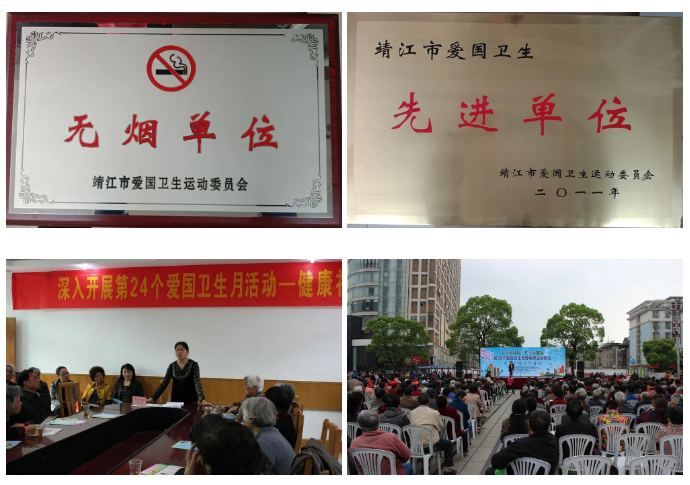 无烟单位
靖江市爱国卫生运动委员会
靖江市爱国卫生
先进单位
靖江市爱国卫生运动委员会
二〇一一年
深入开展第24个爱国卫生月活动—健康